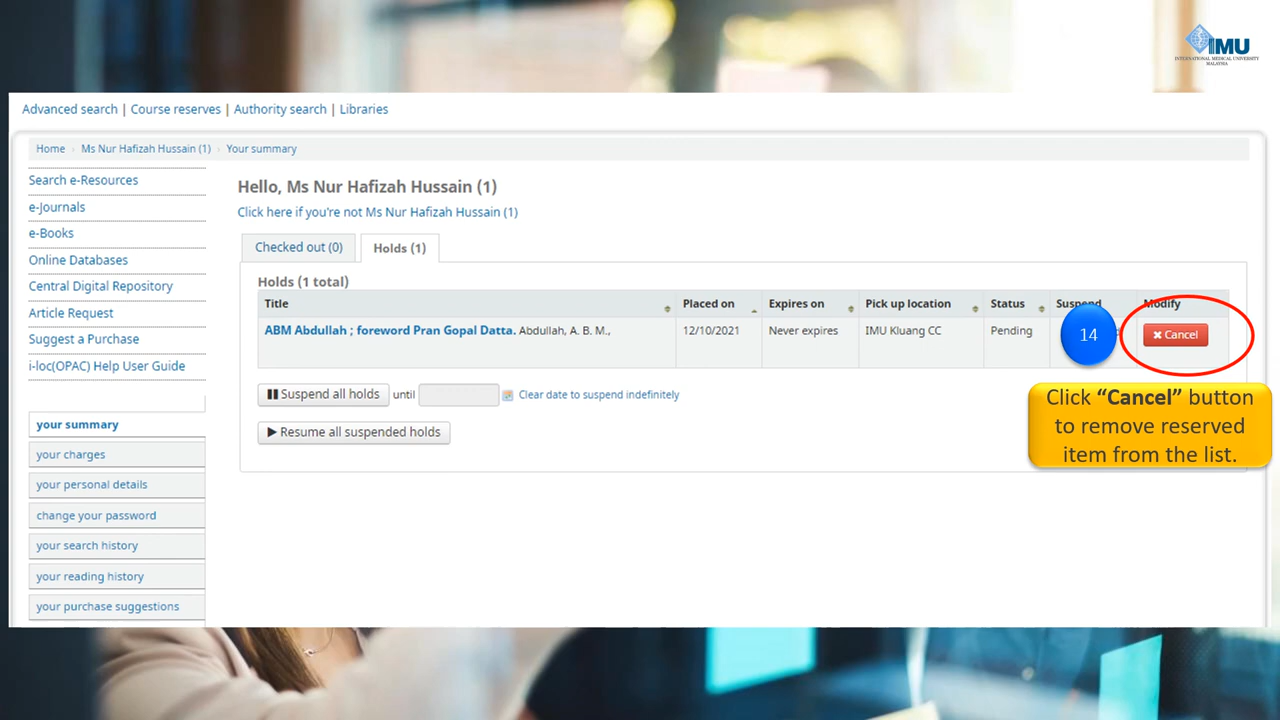 IMU
INTERNATIONAL MEDICAL UNIVERSITY
MALAYSIA
Advanced search | Course reserves | Authority search | Libraries
Home › Ms Nur Hafizah Hussain (1) › Your summary
Search e-Resources
e-Journals
e-Books
Online Databases
Central Digital Repository
Article Request
Suggest a Purchase
i-loc(OPAC) Help User Guide
your summary
your charges
your personal details
change your password
your search history
your reading history
your purchase suggestions
Hello, Ms Nur Hafizah Hussain (1)
Click here if you're not Ms Nur Hafizah Hussain (1)
Checked out (0) Holds (1)
Holds (1 total)
Title Placed on Expires on Pick up location Status Suspend Modify
ABM Abdullah ; foreword Pran Gopal Datta. Abdullah, A. B. M., 12/10/2021 Never expires IMU Kluang CC Pending 14 Cancel
Suspend all holds until Clear date to suspend indefinitely
Resume all suspended holds
Click “Cancel” button
to remove reserved
item from the list.